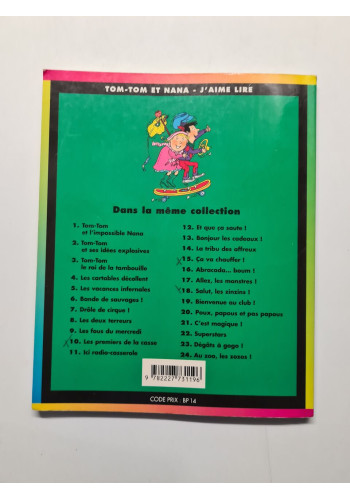 TOM-TOM ET NANA - J'AIME LIRE
Dans la même collection
1. Tom-Tom
et l'impossible Nana
2. Tom-Tom
et ses idées explosives
3. Tom-Tom
le roi de la tambouille
4. Les cartables décollent
5. Les vacances infernales
6. Bande de sauvages !
7. Drôle de cirque !
8. Les deux terreurs
9. Les fous du mercredi
10. Les premiers de la casse
11. Ici radio-casserole
12. Et que ça saute !
13. Bonjour les cadeaux !
14. La tribu des affreux
15. Ça va chauffer !
16. Abracada... boum !
17. Allez, les monstres !
18. Salut, les zinzins !
19. Bienvenue au club !
20. Poux, papous et pas papous
21. C'est magique !
22. Superstars
23. Dégâts à gogo !
24. Au zoo, les zozos !
9 782227 731196
CODE PRIX : BP 14